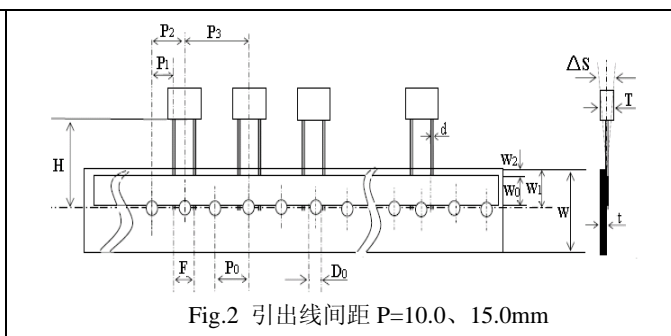 P₂ P₃
P₁
ΔS
T
H
d
W₂
W₀ W₁
W
t
F P₀ D₀
Fig.2 引出线间距 P=10.0、15.0mm